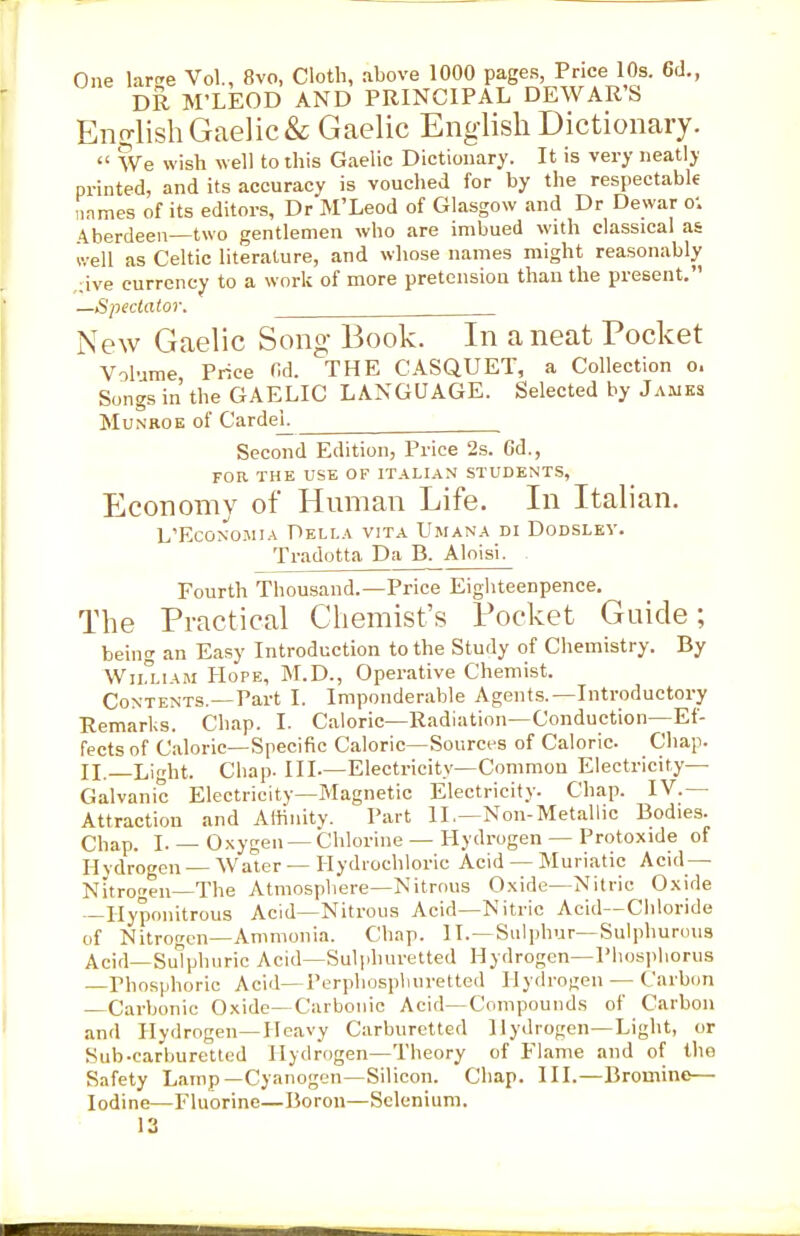 One large Vol., 8vo, Cloth, above 1000 pages, Price 10s. 6d.,
DR M'LEOD AND PRINCIPAL DEWAR'S
English Gaelic & Gaelic English Dictionary.
“ We wish well to this Gaelic Dictionary. It is very neatly
printed, and its accuracy is vouched for by the respectable
names of its editors, Dr M'Leod of Glasgow and Dr Dewar o.
Aberdeen—two gentlemen who are imbued with classical as
well as Celtic literature, and whose names might reasonably
give currency to a work of more pretension than the present.”
—Spectator.
New Gaelic Song Book. In a neat Pocket
Volume, Price 6d. THE CASQUET, a Collection o.
Songs in the GAELIC LANGUAGE. Selected by JAMES
MUNROE of Cardel.
Second Edition, Price 2s. 6d.,
FOR THE USE OF ITALIAN STUDENTS,
Economy of Human Life. In Italian.
L'ECONOMIA DELLA VITA UMANA DI DODSLEY.
Tradotta Da B. Aloisi.
Fourth Thousand.—Price Eighteenpence.
The Practical Chemist's Pocket Guide ;
being an Easy Introduction to the Study of Chemistry. By
WILLIAM HOPE, M.D., Operative Chemist.
CONTENTS.—Part I. Imponderable Agents.—Introductory
Remarks. Chap. I. Caloric—Radiation—Conduction—Ef-
fects of Caloric—Specific Caloric—Sources of Caloric. Chap.
II.—Light. Chap. III.—Electricity—Common Electricity—
Galvanic Electricity—Magnetic Electricity. Chap. IV.—
Attraction and Affinity. Part II.—Non-Metallic Bodies.
Chap. I. — Oxygen — Chlorine — Hydrogen — Protoxide of
Hydrogen — Water — Hydrochloric Acid — Muriatic Acid —
Nitrogen—The Atmosphere—Nitrous Oxide—Nitric Oxide
—Hyponitrous Acid—Nitrous Acid—Nitric Acid—Chloride
of Nitrogen—Ammonia. Chap. II.—Sulphur—Sulphurous
Acid—Sulphuric Acid—Sulphuretted Hydrogen—Phosphorus
—Phosphoric Acid—Perphosphuretted Hydrogen — Carbon
—Carbonic Oxide—Carbonic Acid—Compounds of Carbon
and Hydrogen—Heavy Carburetted Hydrogen—Light, or
Sub-carburetted Hydrogen—Theory of Flame and of the
Safety Lamp—Cyanogen—Silicon. Chap. III.—Bromine—
Iodine—Fluorine—Boron—Selenium.
13